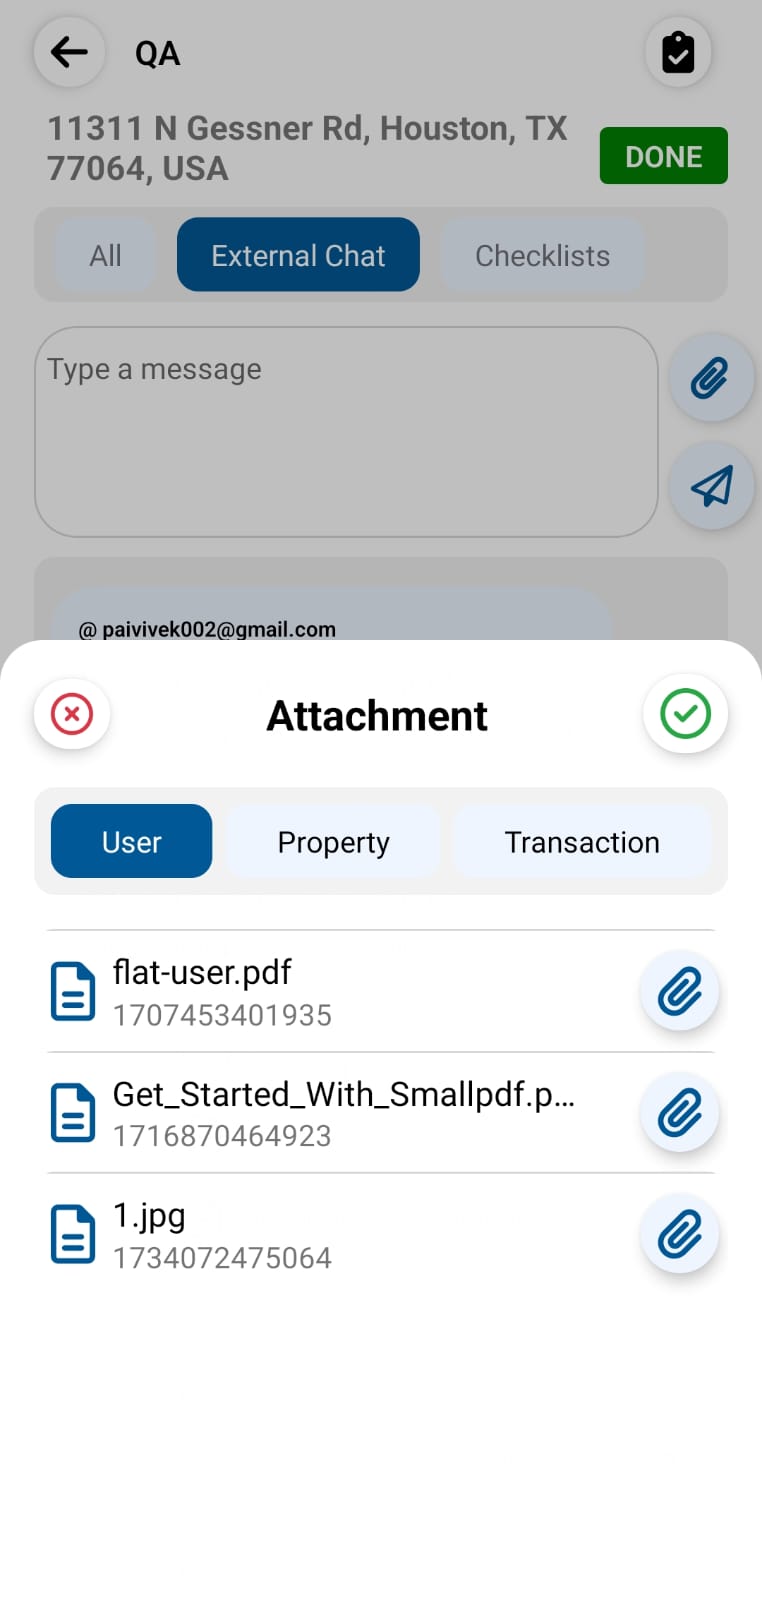 QA
11311 N Gessner Rd, Houston, TX
77064, USA
DONE
All
External Chat
Checklists
Type a message
@ paivivek002@gmail.com
Attachment
User
Property
Transaction
flat-user.pdf
1707453401935
Get_Started_With_Smallpdf.p...
1716870464923
1.jpg
1734072475064